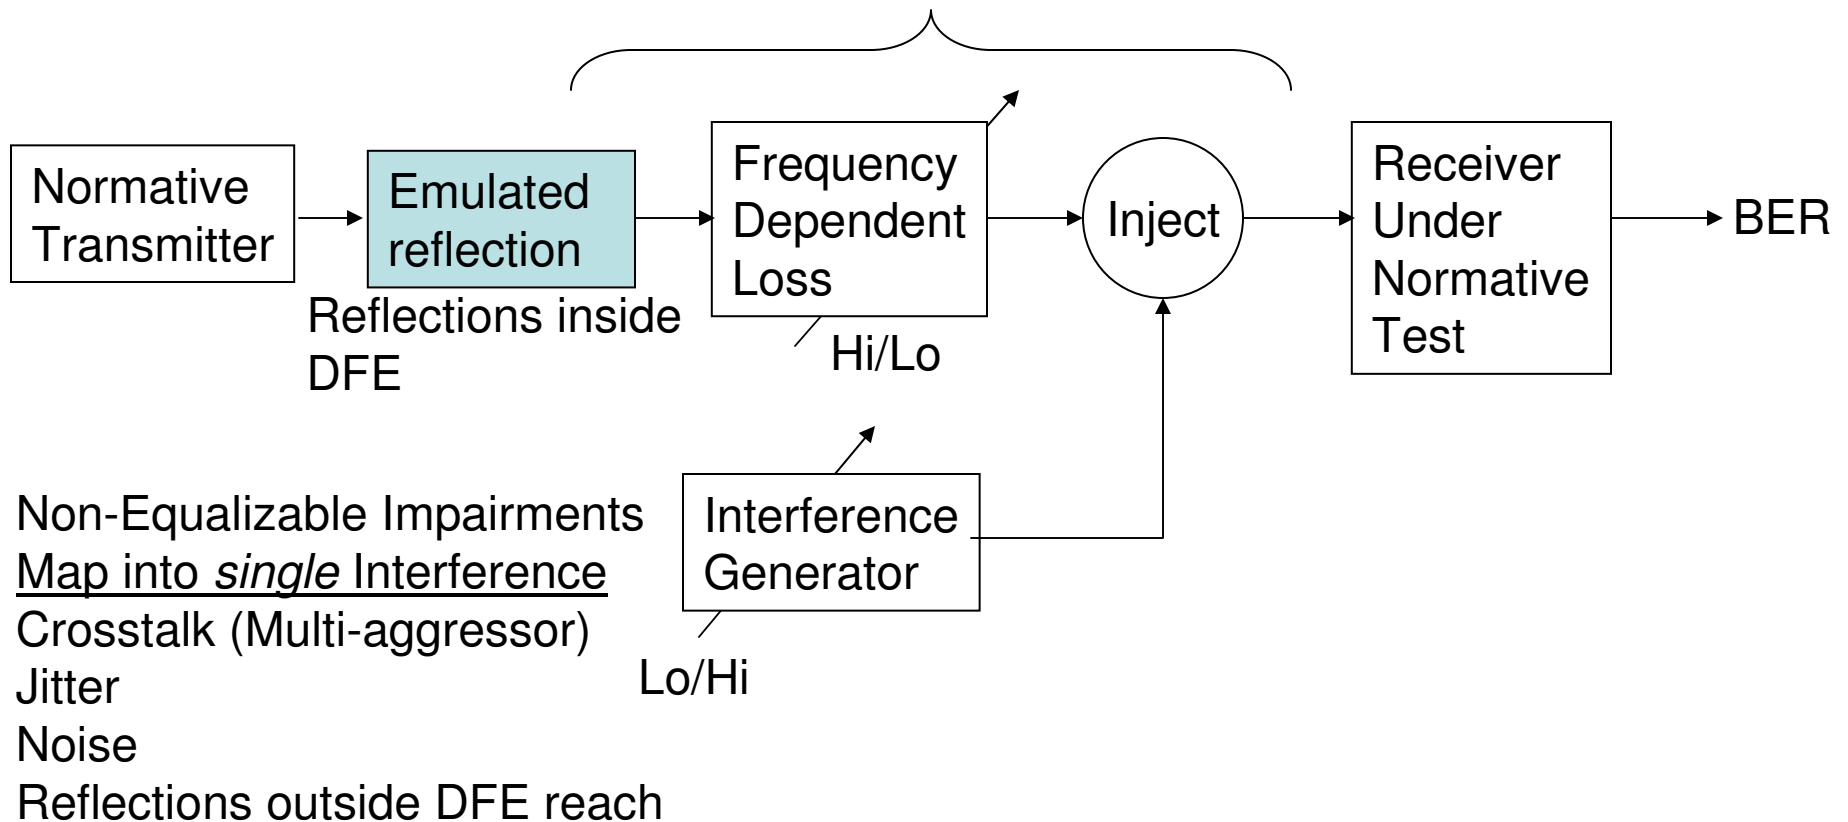 Normative
Transmitter
Emulated
reflection
Reflections inside
DFE
Frequency
Dependent
Loss
Hi/Lo
Inject
Receiver
Under
Normative
Test
BER
Interference
Generator
Lo/Hi
Non-Equalizable Impairments
Map into single Interference
Crosstalk (Multi-aggressor)
Jitter
Noise
Reflections outside DFE reach